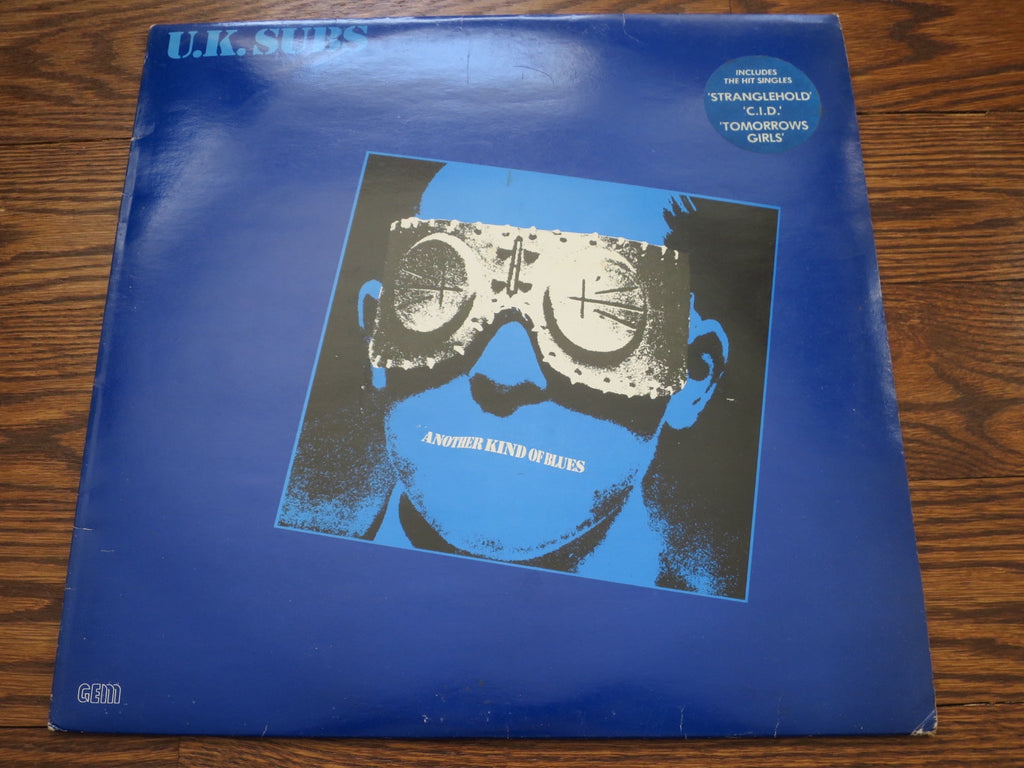 U.K. SUBS
INCLUDES
THE HIT SINGLES
'STRANGLEHOLD'
'C.I.D.'
'TOMORROWS
GIRLS'
ANOTHER KIND OF BLUES
GEM